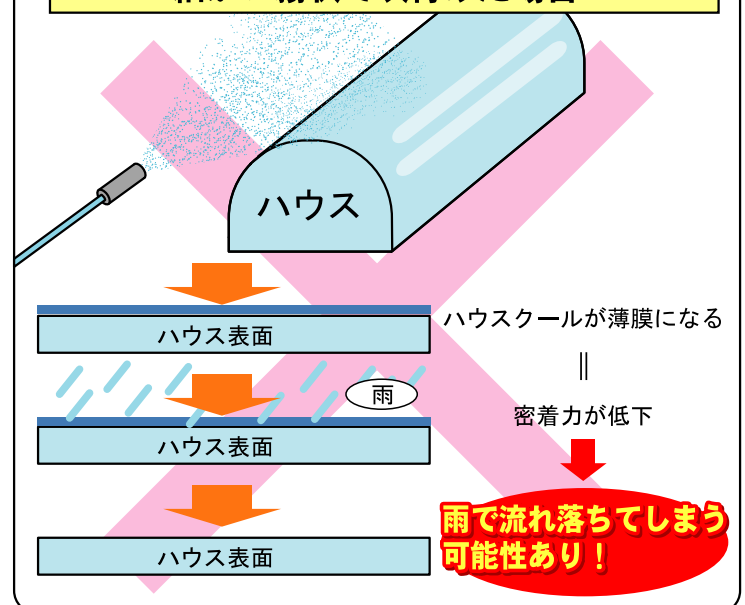 ハウス
ハウス表面
ハウスクールが薄膜になる
||
雨
ハウス表面
密着力が低下
雨で流れ落ちてしまう
可能性あり！
ハウス表面